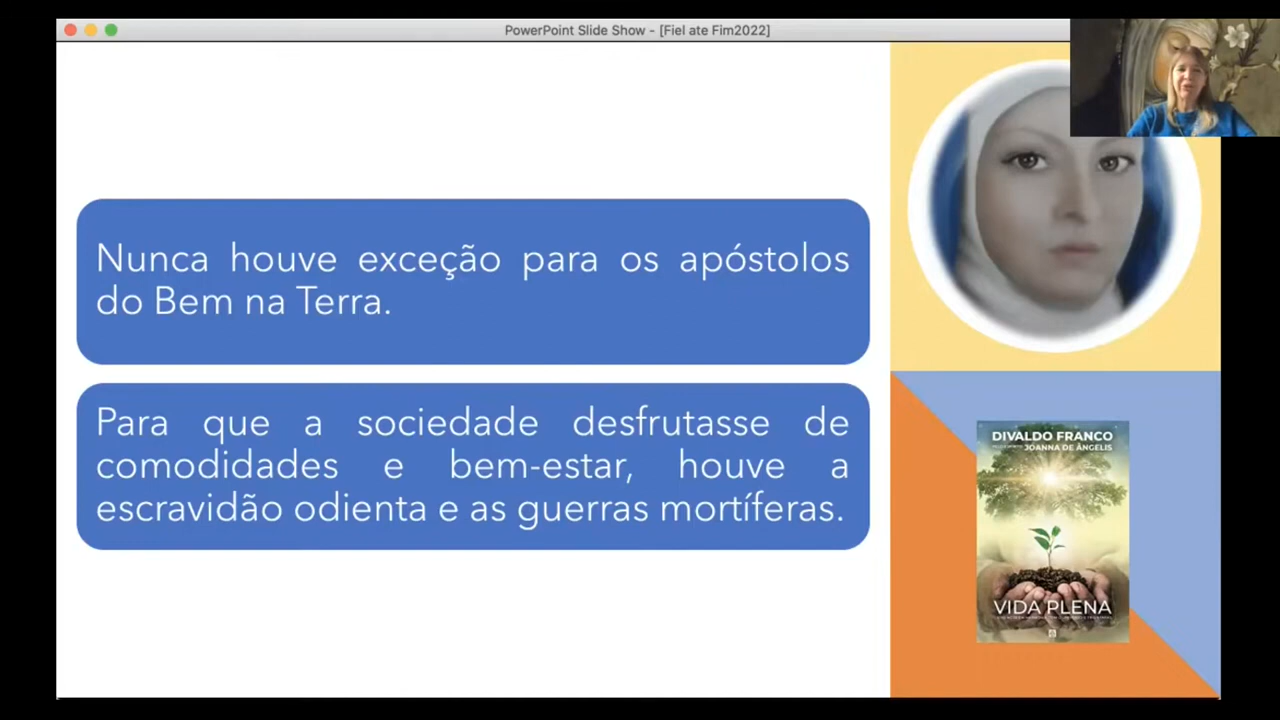 PowerPoint Slide Show - [Fiel ate Fim2022]
Nunca houve exceção para os apóstolos
do Bem na Terra.
Para que a sociedade desfrutasse de
comodidades e bem-estar, houve a
escravidão odienta e as guerras mortíferas.
DIVALDO FRANCO
JOANNA DE ÂNGELIS
VIDA PLENA